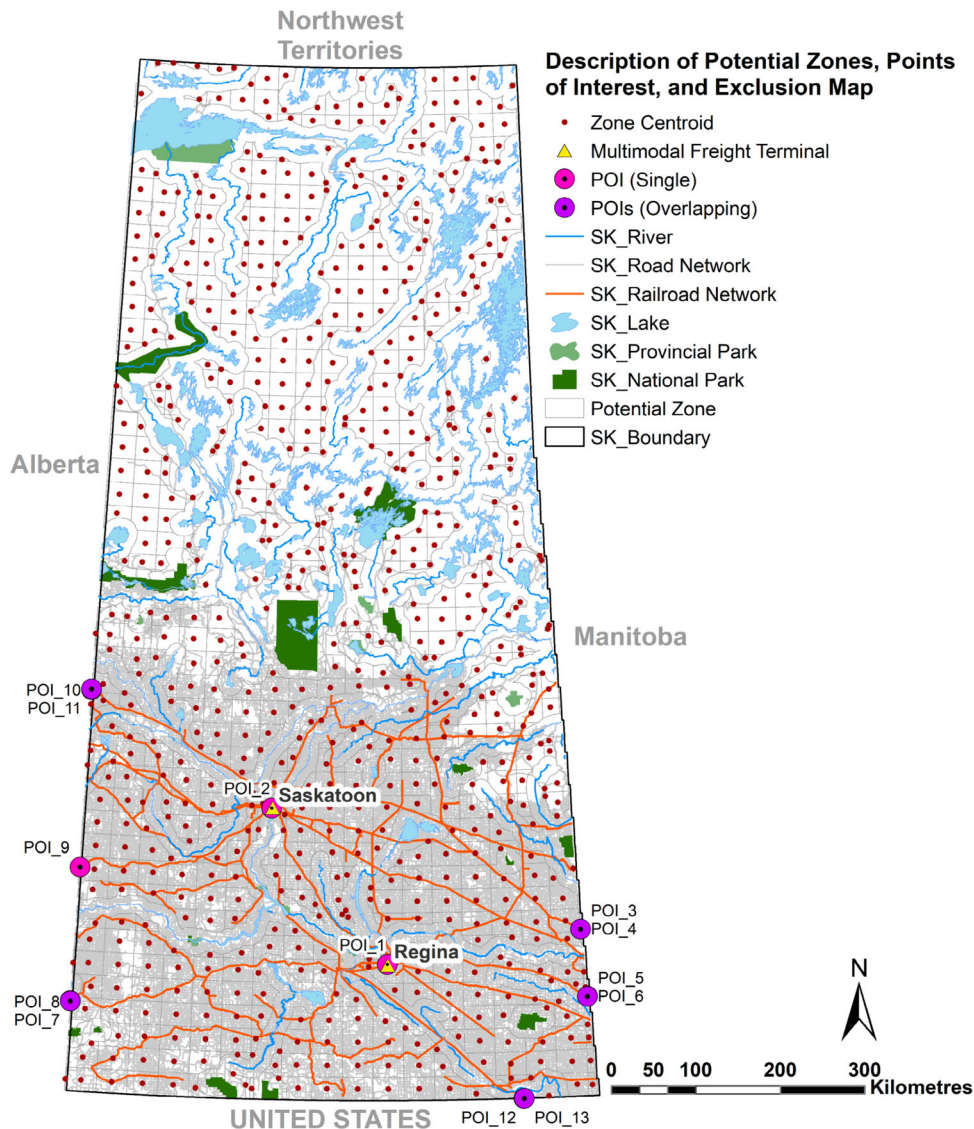 Northwest
Territories
Description of Potential Zones, Points
of Interest, and Exclusion Map
Zone Centroid
Multimodal Freight Terminal
POI (Single)
POIs (Overlapping)
SK_River
SK_Road Network
SK_Railroad Network
SK_Lake
SK_Provincial Park
SK_National Park
Potential Zone
SK_Boundary
Alberta
Manitoba
POI_10
POI_11
POI_2
Saskatoon
POI_9
POI_3
POI_4
POI_1
Regina
POI_5
POI_6
POI_8
POI_7
N
0 50 100 200 300
Kilometres
UNITED STATES
POI_12 POI_13